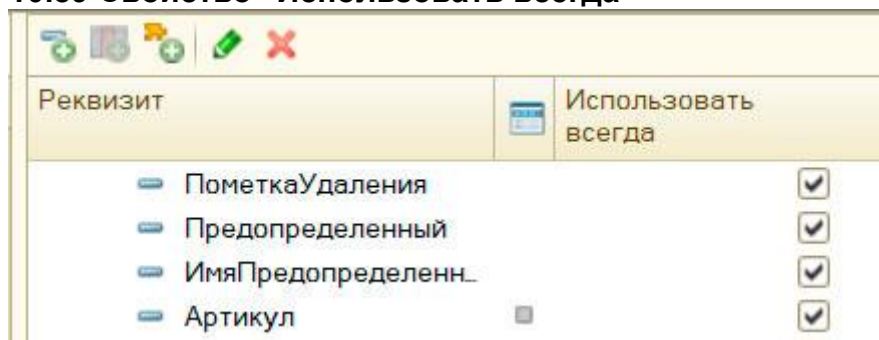 Реквизит
Использовать
всегда
ПометкаУдаления
Предопределенный
ИмяПредопределенн..
Артикул